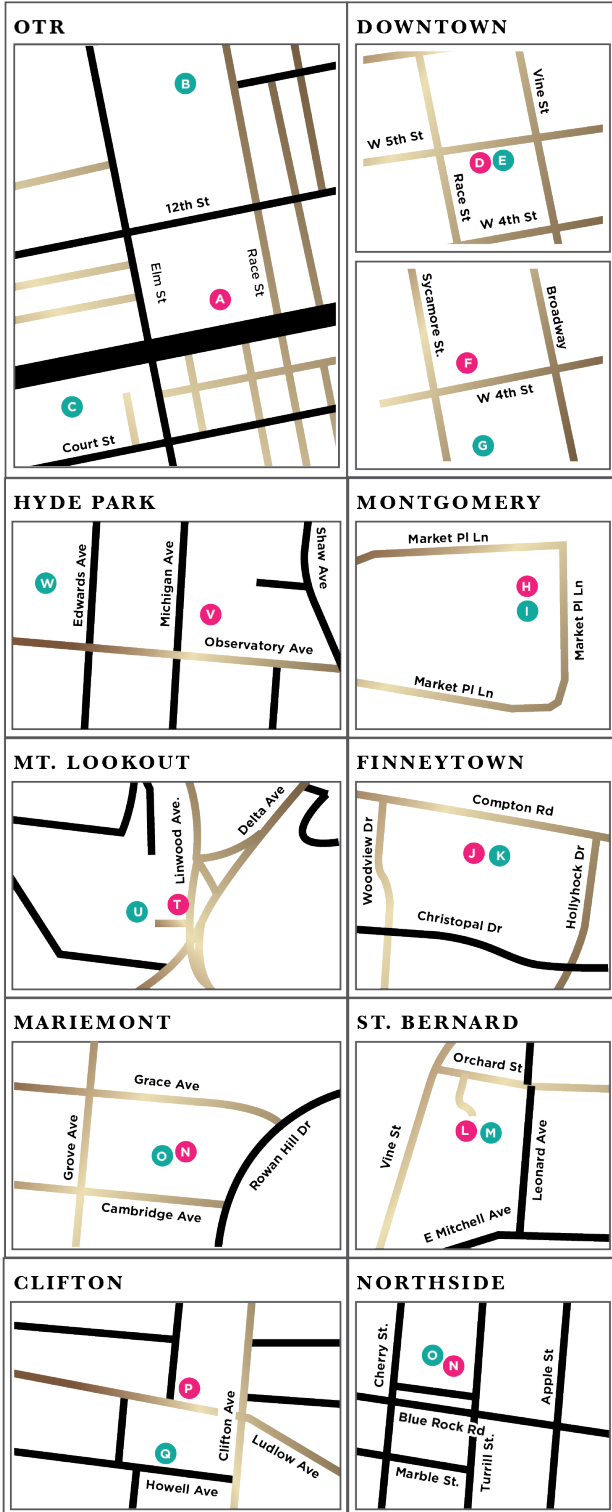 OTR
B
12th St
Elm St
Race St
A
C
Court St
DOWNTOWN
Vine St
W 5th St
D
E
Race St
W 4th St
Sycamore St.
Broadway
F
W 4th St
G
HYDE PARK
W
Edwards Ave
Michigan Ave
Shaw Ave
V
Observatory Ave
MONTGOMERY
Market Pl Ln
H
I
Market Pl Ln
Market Pl Ln
MT. LOOKOUT
Linwood Ave.
Delta Ave
U
T
FINNEYTOWN
Compton Rd
Woodview Dr
J
K
Hollyhock Dr
Christopal Dr
MARIEMONT
Grace Ave
Grove Ave
O
N
Rowan Hill Dr
Cambridge Ave
ST. BERNARD
Orchard St
Vine St
L
M
Leonard Ave
E Mitchell Ave
CLIFTON
P
Clifton Ave
Q
Ludlow Ave
Howell Ave
NORTHSIDE
Cherry St.
O
N
Apple St
Blue Rock Rd
Turrill St.
Marble St.